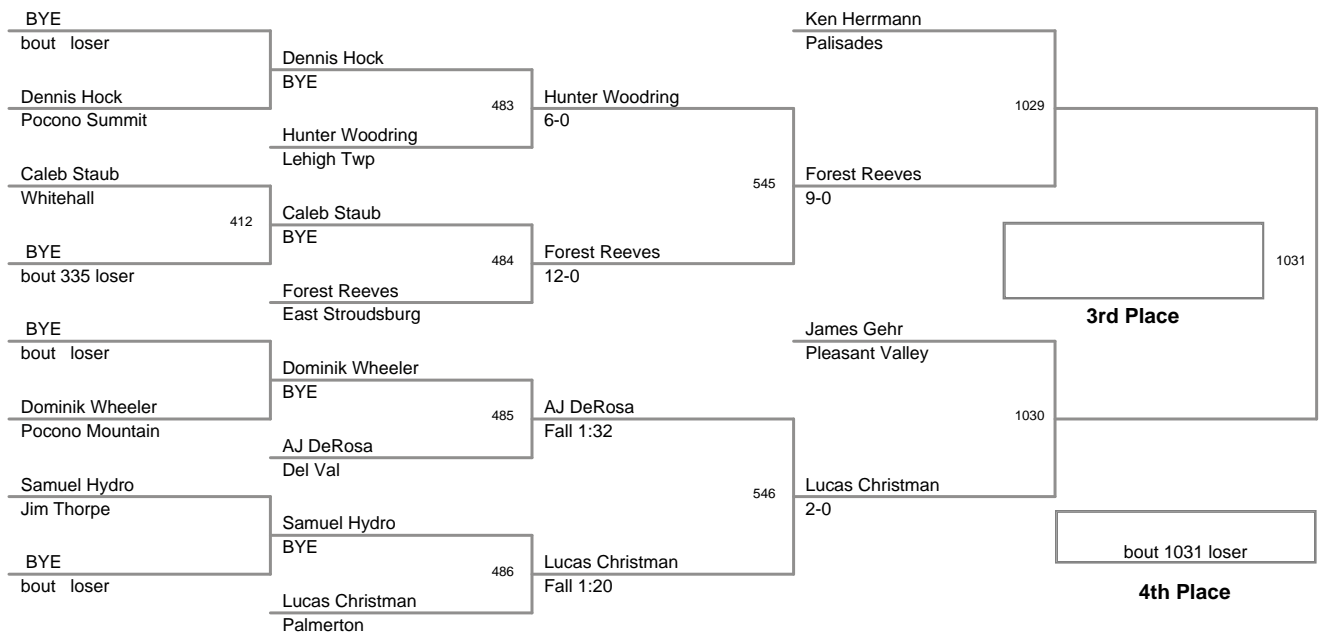 BYE
bout loser
Dennis Hock
Pocono Summit
Caleb Staub
Whitehall
412
BYE
bout 335 loser
BYE
bout loser
Dominik Wheeler
Pocono Mountain
Samuel Hydro
Jim Thorpe
BYE
bout loser
Dennis Hock
BYE
483
Hunter Woodring
Lehigh Twp
Caleb Staub
BYE
484
Forest Reeves
East Stroudsburg
Dominik Wheeler
BYE
485
AJ DeRosa
Del Val
Samuel Hydro
BYE
486
Lucas Christman
Palmerton
Hunter Woodring
6-0
545
Forest Reeves
12-0
AJ DeRosa
Fall 1:32
546
Lucas Christman
Fall 1:20
Ken Herrmann
Palisades
1029
Forest Reeves
9-0
James Gehr
Pleasant Valley
1030
Lucas Christman
2-0
1031
3rd Place
bout 1031 loser
4th Place